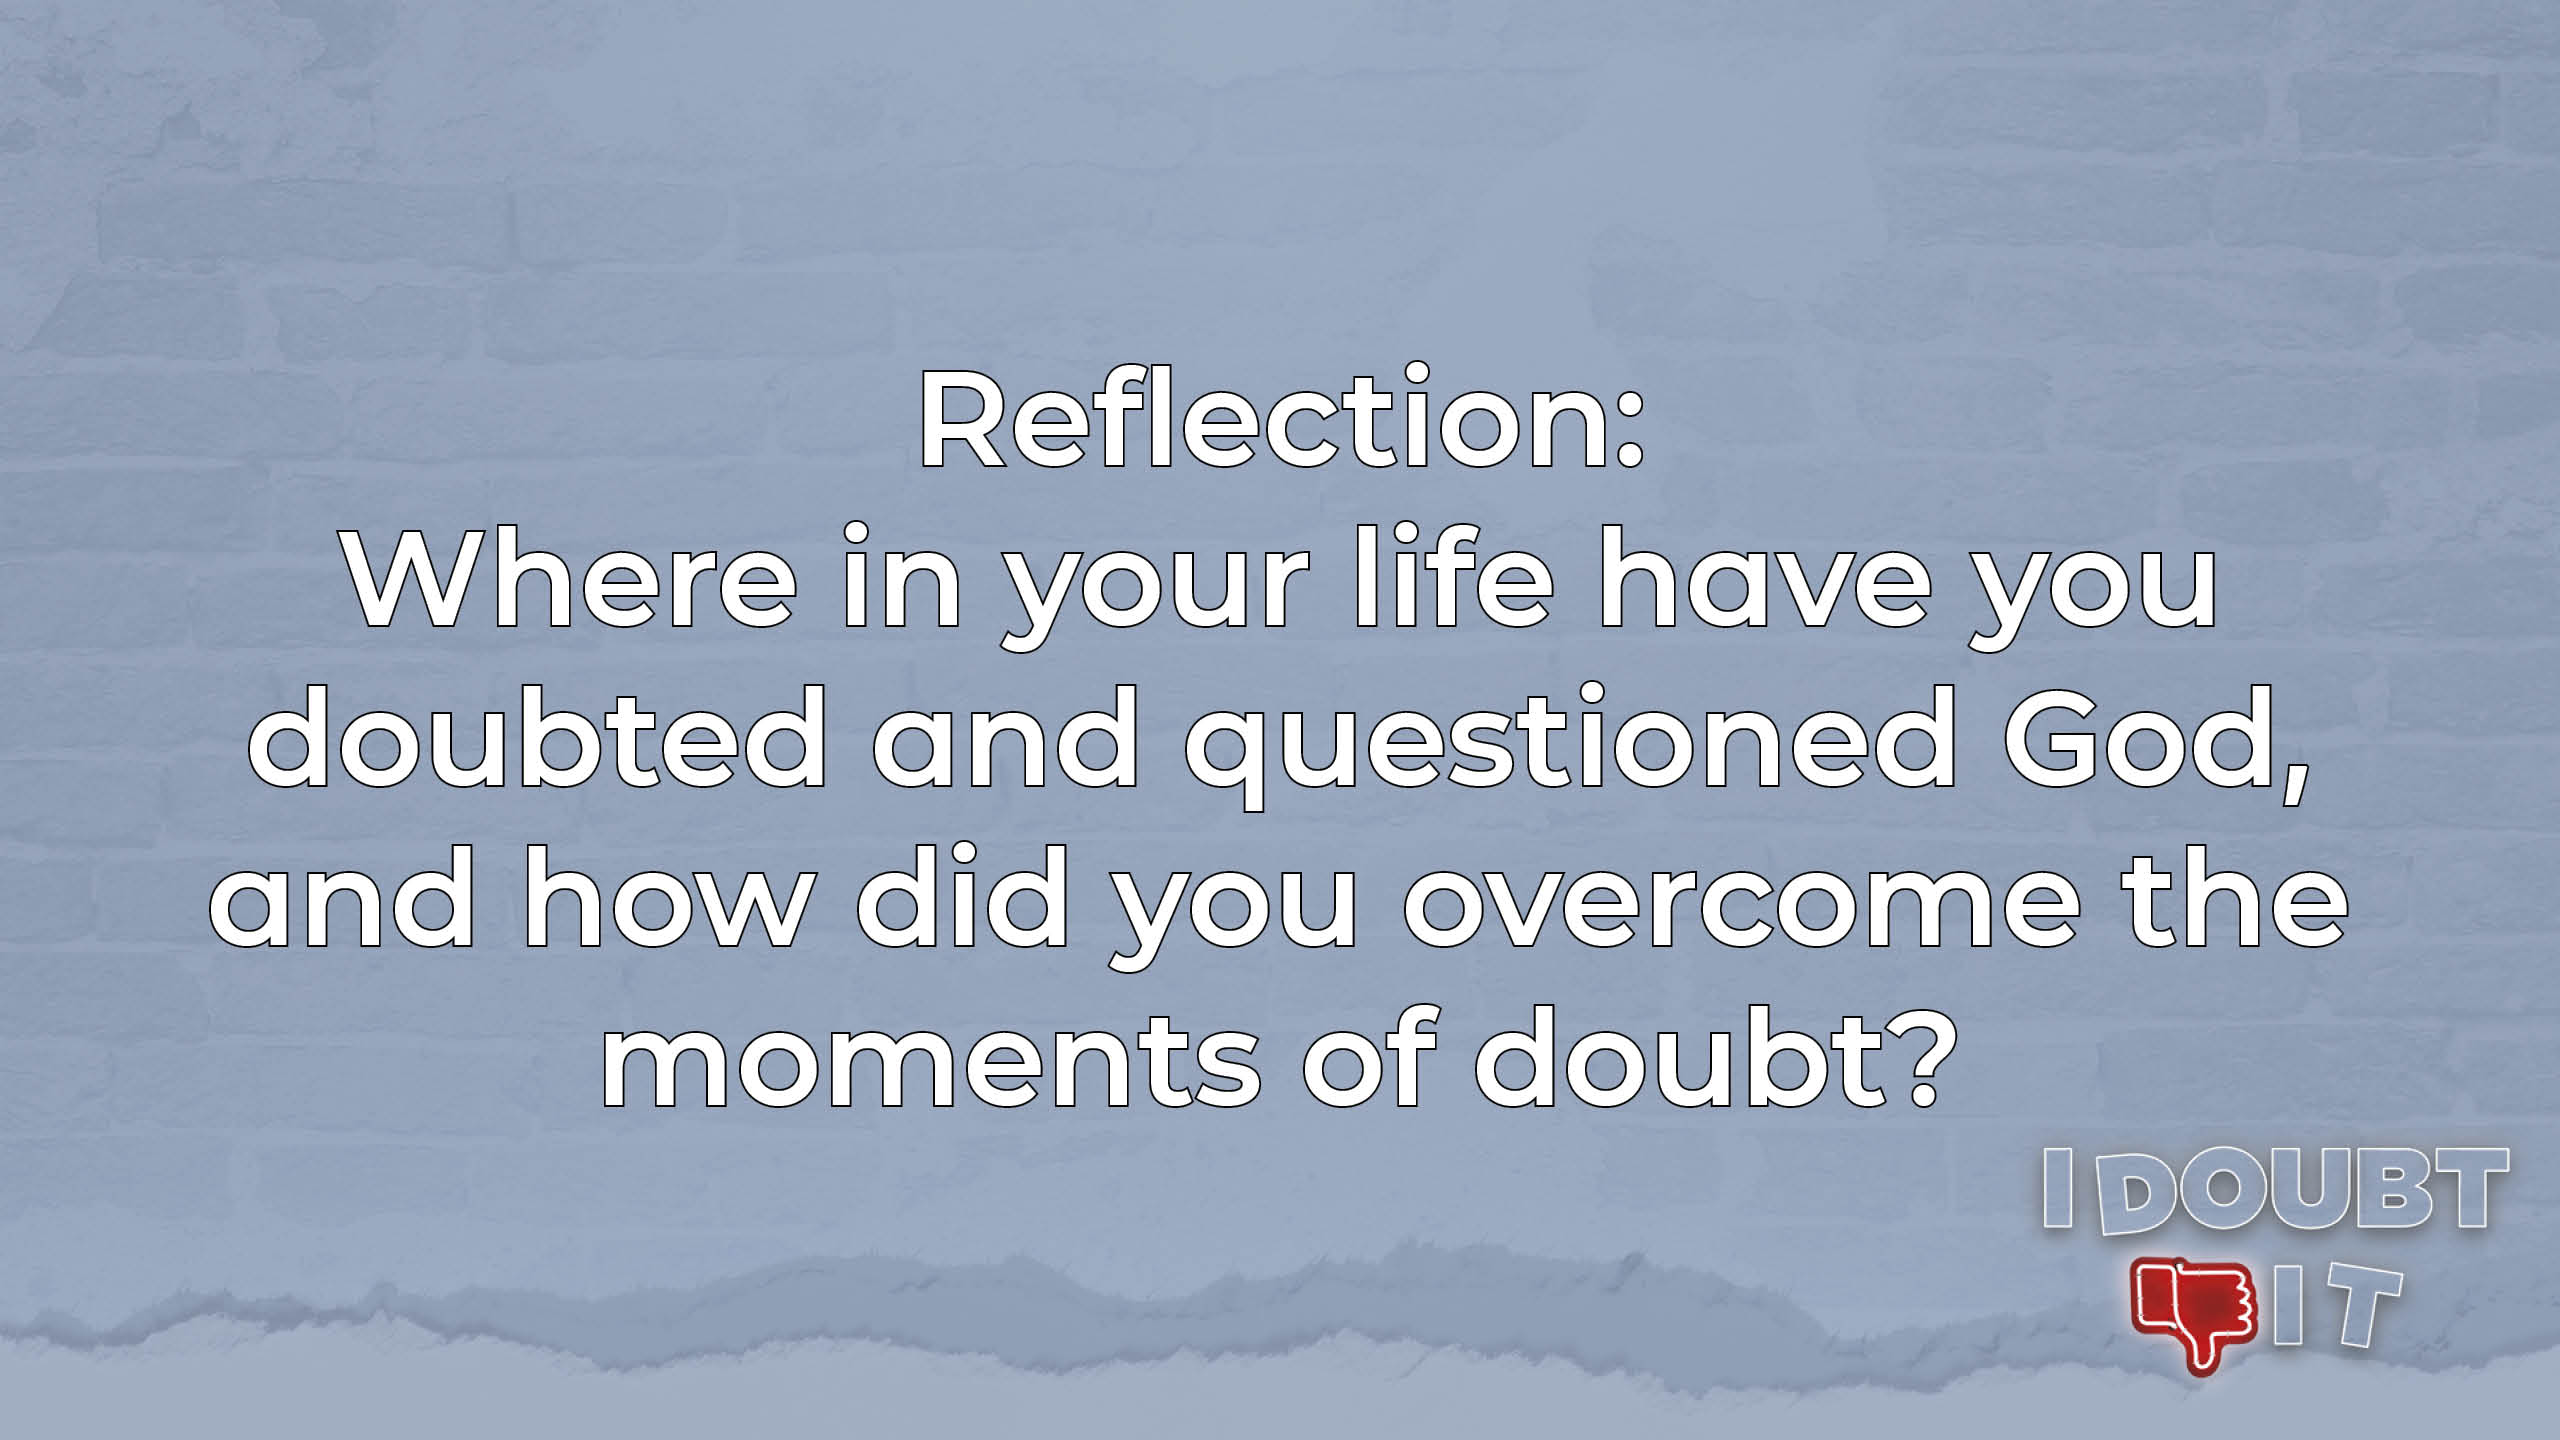 Reflection:
Where in your life have you
doubted and questioned God,
and how did you overcome the
moments of doubt?
I DOUBT
IT